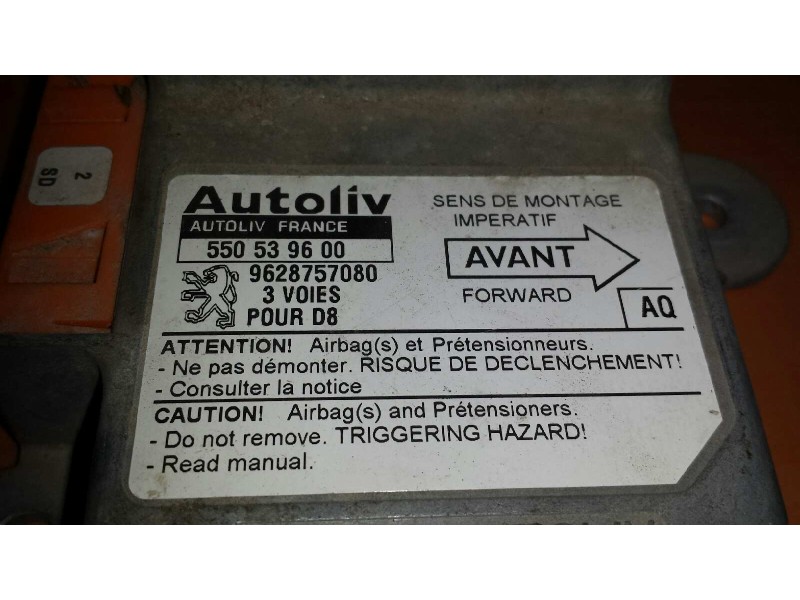 Autoliv
AUTOLIV FRANCE
550 53 96 00
9628757080
3 VOIES
POUR D8
SENS DE MONTAGE
IMPERATIF
AVANT
FORWARD
AQ
ATTENTION! Airbag(s) et Prétensionneurs.
- Ne pas démonter. RISQUE DE DECLENCHEMENT!
- Consulter la notice
CAUTION! Airbag(s) and Prétensioners.
- Do not remove. TRIGGERING HAZARD!
- Read manual.
2
SD